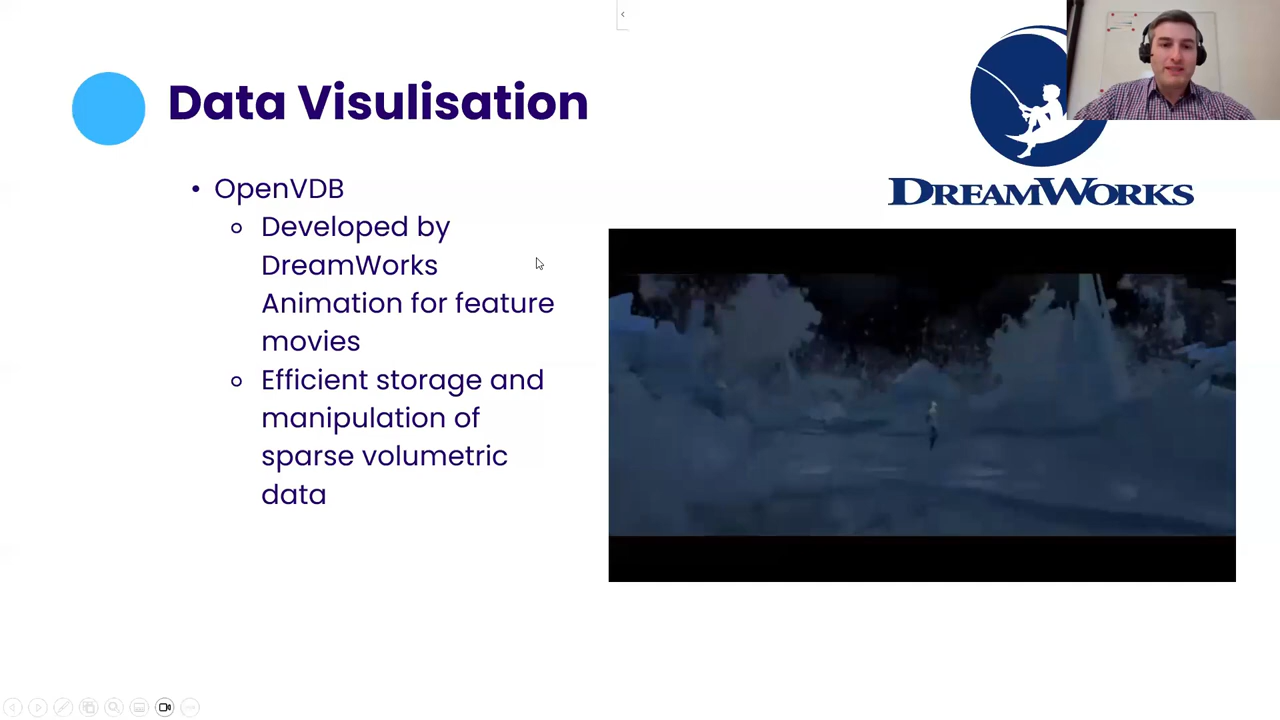 Data Visulisation
DREAMWORKS
• OpenVDB
Developed by
DreamWorks
Animation for feature
movies
Efficient storage and
manipulation of
sparse volumetric
data